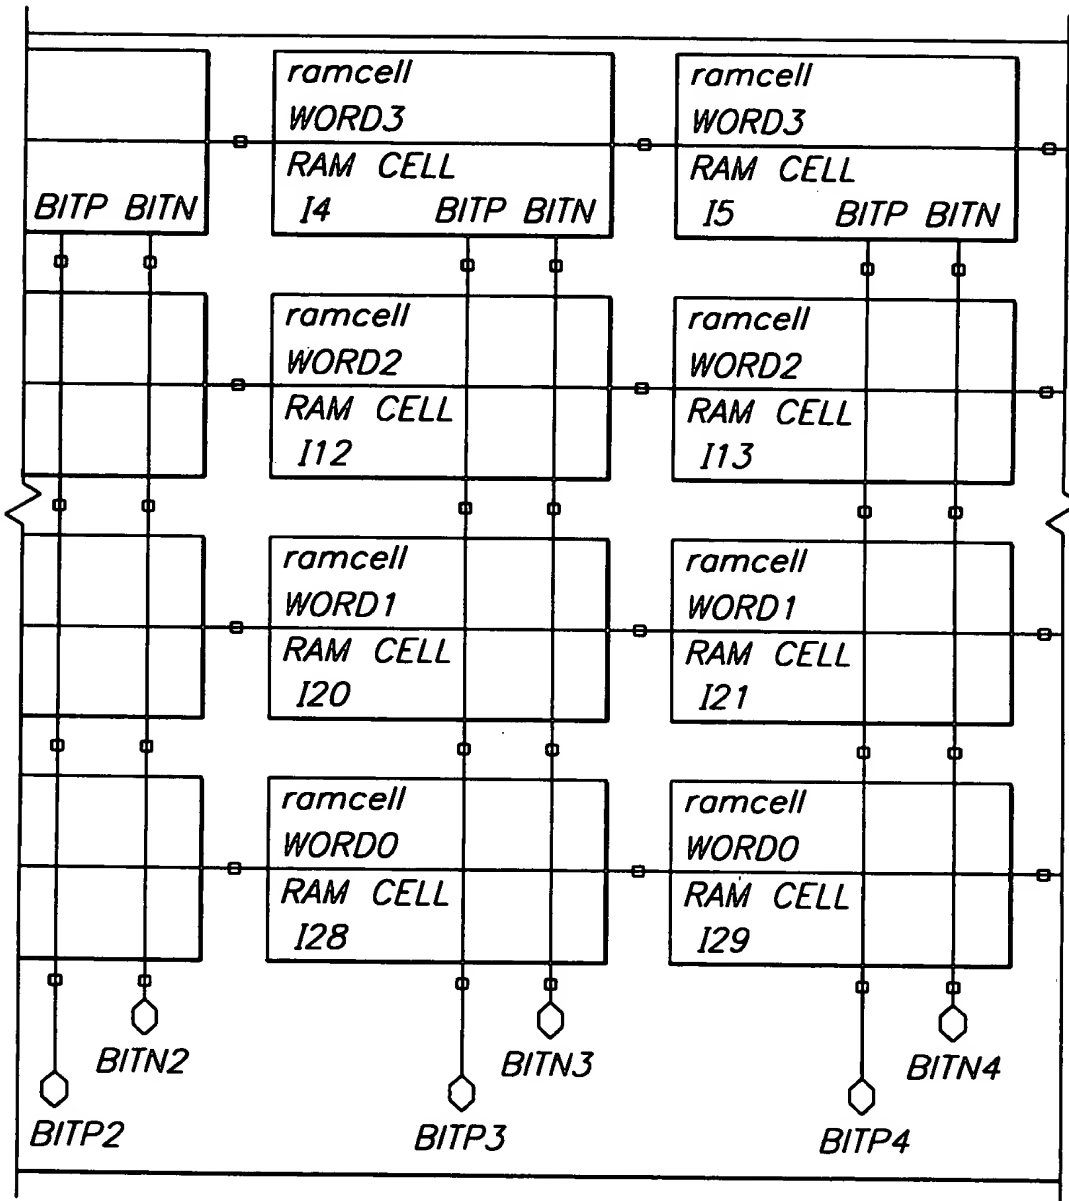 ramcell
WORD3
RAM CELL
I4
BITP BITN
ramcell
WORD3
RAM CELL
I5
BITP BITN
BITP BITN
ramcell
WORD2
RAM CELL
I12
ramcell
WORD2
RAM CELL
I13
ramcell
WORD1
RAM CELL
I20
ramcell
WORD1
RAM CELL
I21
ramcell
WORD0
RAM CELL
I28
ramcell
WORD0
RAM CELL
I29
BITN2
BITN3
BITN4
BITP2
BITP3
BITP4